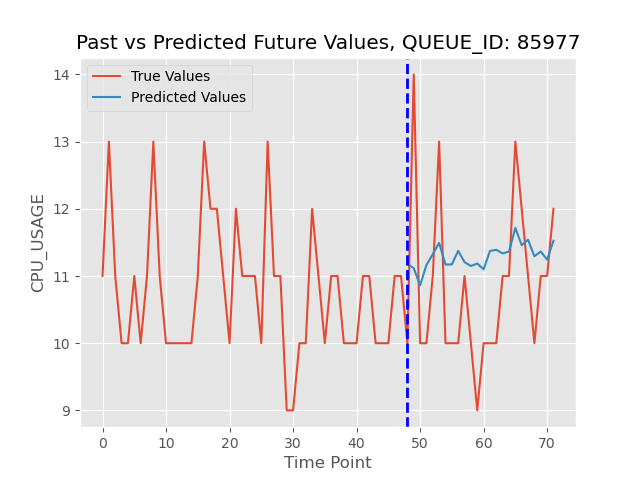 Past vs Predicted Future Values, QUEUE_ID: 85977
True Values
Predicted Values
14
13
12
11
10
9
CPU_USAGE
0 10 20 30 40 50 60 70
Time Point